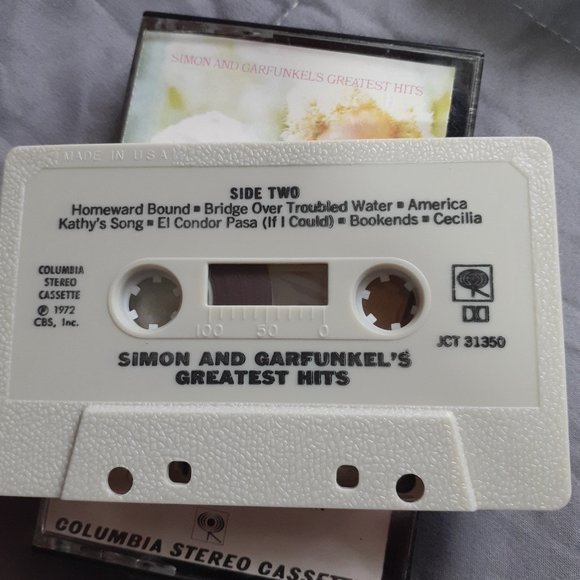 SIMON AND GARFUNKEL'S GREATEST HITS
MADE IN U.S.A.
SIDE TWO
Homeward Bound ▪ Bridge Over Troubled Water ▪ America
Kathy's Song ▪ El Condor Pasa (If I Could) ▪ Bookends ▪ Cecilia
COLUMBIA
STEREO
CASSETTE
℗ 1972
CBS, Inc.
100 50 0
JCT 31350
SIMON AND GARFUNKEL'S
GREATEST HITS
COLUMBIA STEREO CASSETT